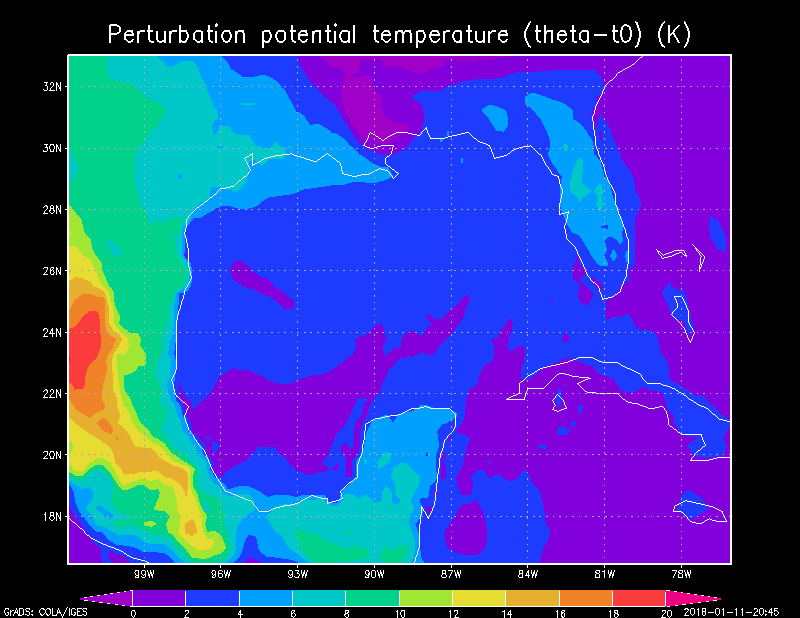 Perturbation potential temperature (theta-t0) (K)
32N
30N
28N
26N
24N
22N
20N
18N
99W 96W 93W 90W 87W 84W 81W 78W
0 2 4 6 8 10 12 14 16 18 20
GrADS: COLA/IGES 2018-01-11-20:45